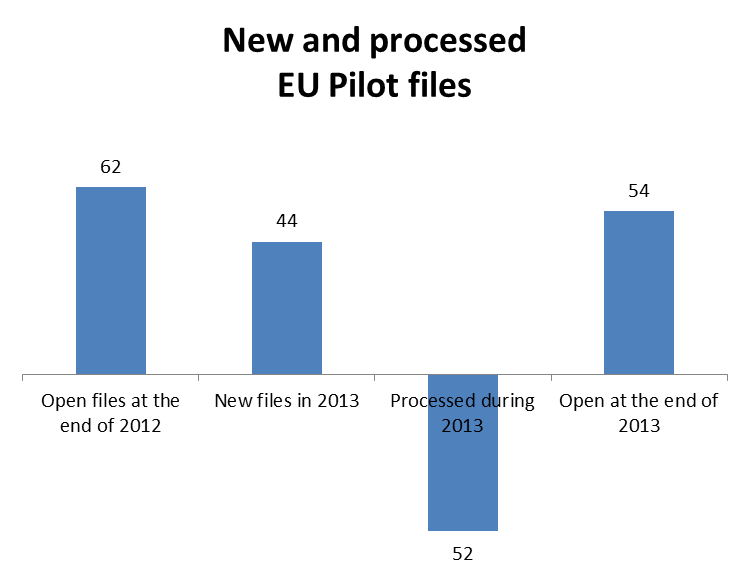 New and processed
EU Pilot files
62
44
54
Open files at the
end of 2012
New files in 2013
Processed during
2013
Open at the end of
2013
52